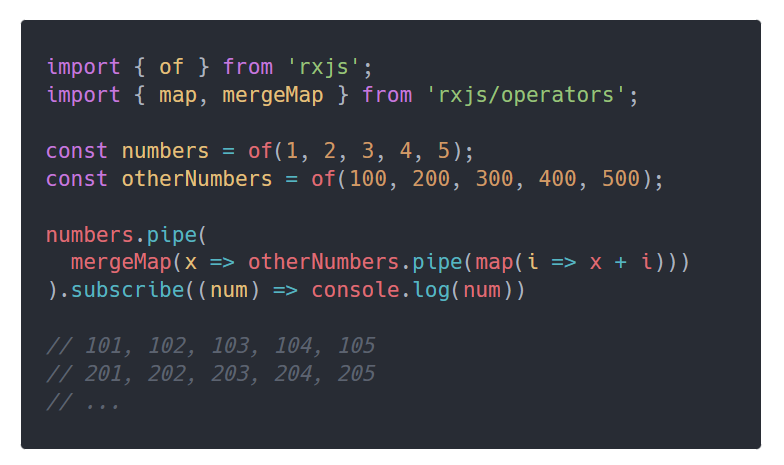 import { of } from 'rxjs';
import { map, mergeMap } from 'rxjs/operators';
const numbers = of(1, 2, 3, 4, 5);
const otherNumbers = of(100, 200, 300, 400, 500);
numbers.pipe(
  mergeMap(x => otherNumbers.pipe(map(i => x + i)))
).subscribe((num) => console.log(num))
// 101, 102, 103, 104, 105
// 201, 202, 203, 204, 205
// ...